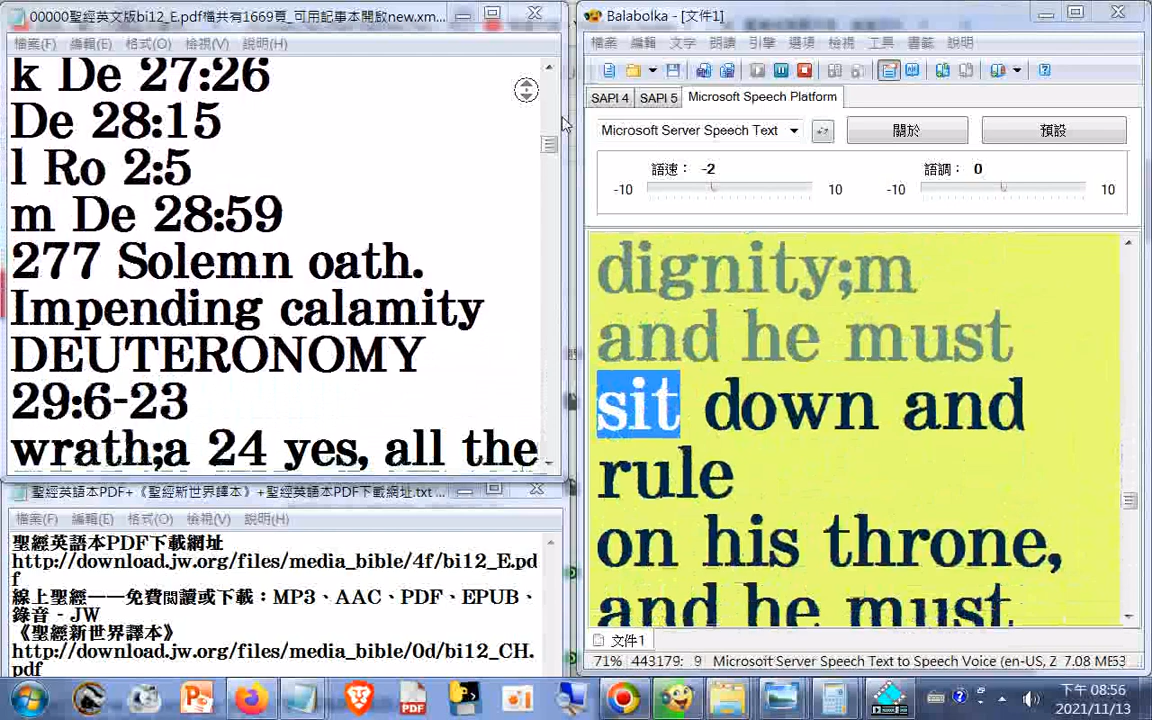 00000聖經英文版bi12_E.pdf檔共有1669頁_可用記事本開啟new.xm...
檔案(F) 編輯(E) 格式(O) 檢視(V) 說明(H)
k De 27:26
De 28:15
l Ro 2:5
m De 28:59
277 Solemn oath.
Impending calamity
DEUTERONOMY
29:6-23
wrath;a 24 yes, all the
聖經英語本PDF+《聖經新世界譯本》+聖經英語本PDF下載網址.txt ...
檔案(F) 編輯(E) 格式(O) 檢視(V) 說明(H)
聖經英語本PDF下載網址
http://download.jw.org/files/media_bible/4f/bi12_E.pd
f
線上聖經——免費閱讀或下載：MP3、AAC、PDF、EPUB、
錄音 - JW
《聖經新世界譯本》
http://download.jw.org/files/media_bible/0d/bi12_CH.
pdf
Balabolka - [文件1]
檔案 編輯 文字 朗讀 引擎 選項 檢視 工具 書籤 說明
SAPI 4 SAPI 5 Microsoft Speech Platform
Microsoft Server Speech Text 關於 預設
語速： -2 語調： 0
-10 10 -10 10
dignity;m
and he must
sit down and
rule
on his throne,
and he must
文件1
71% 443179: 9 Microsoft Server Speech Text to Speech Voice (en-US, Z 7.08 ME53
PDF
下午 08:56
2021/11/13